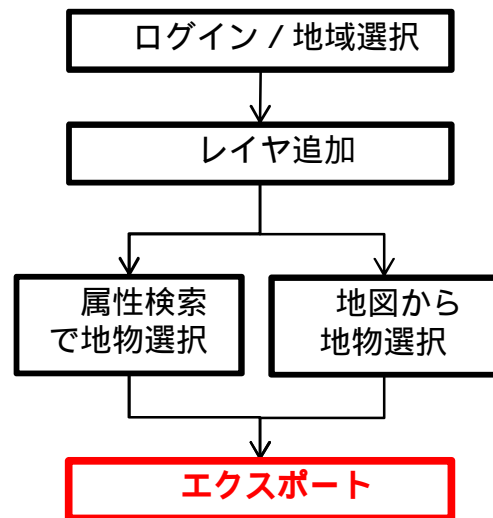 ログイン / 地域選択
レイヤ追加
属性検索
で地物選択
地図から
地物選択
エクスポート